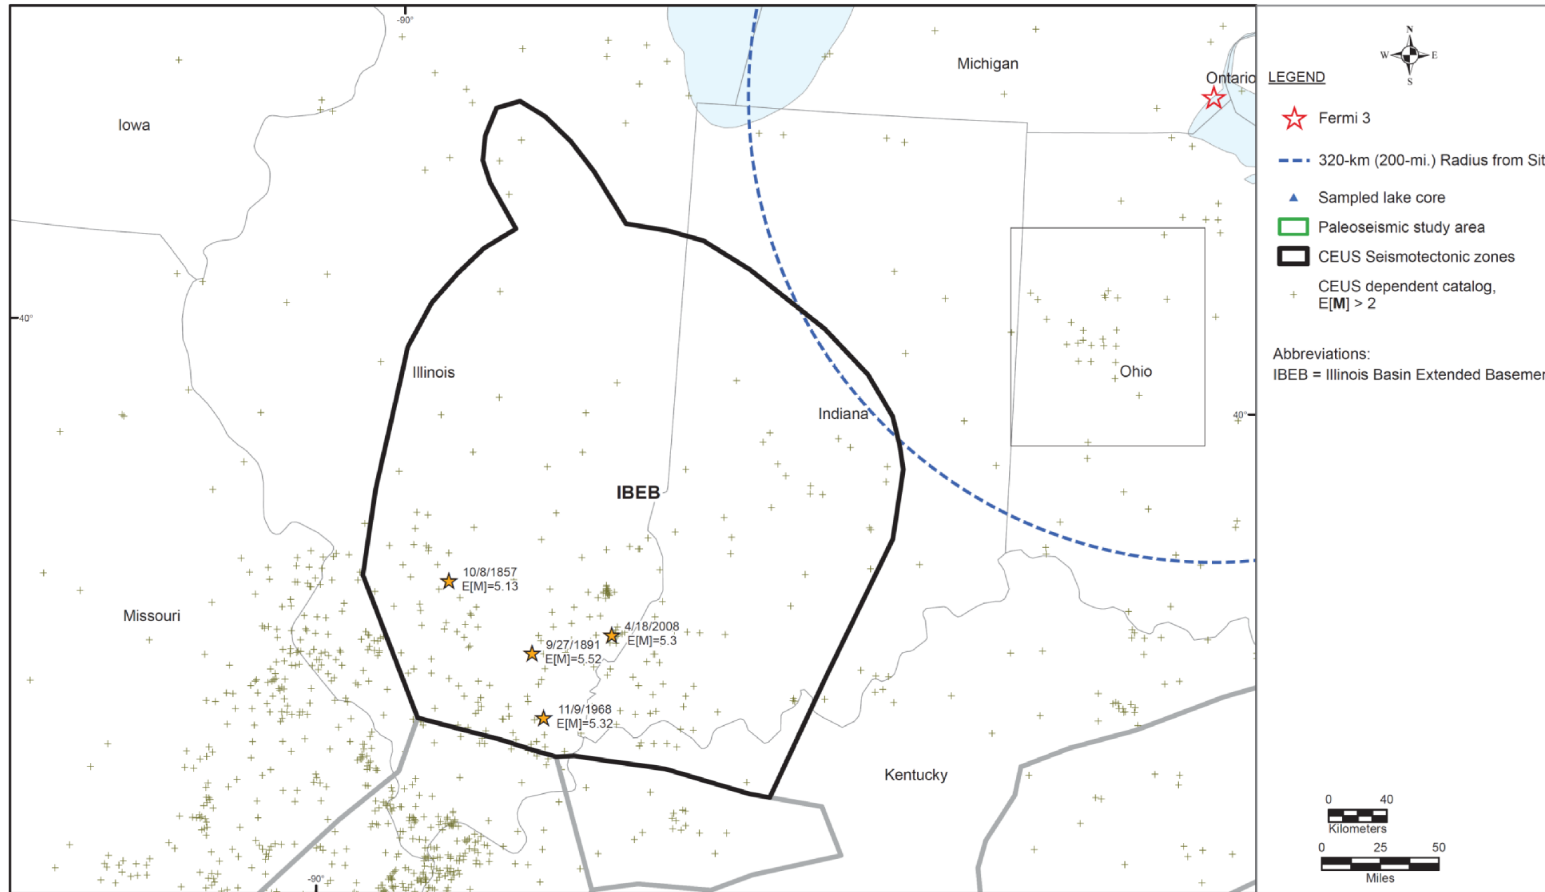 -90°
N
W E
S
Michigan
Ontario
LEGEND
Fermi 3
Iowa
320-km (200-mi.) Radius from Sit
Sampled lake core
Paleoseismic study area
CEUS Seismotectonic zones
CEUS dependent catalog,
E[M] > 2
40°
Abbreviations:
IBEB = Illinois Basin Extended Basemen
Illinois
Ohio
Indiana
40°
IBEB
10/8/1857
E[M]=5.13
Missouri
4/18/2008
E[M]=5.3
9/27/1891
E[M]=5.52
11/9/1968
E[M]=5.32
Kentucky
0 40
Kilometers
0 25 50
Miles
-90°